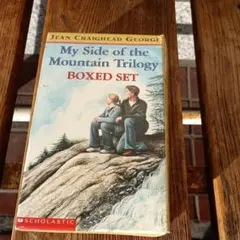 JEAN CRAIGHEAD GEORGE
My Side of the
Mountain Trilogy
BOXED SET
SCHOLASTIC